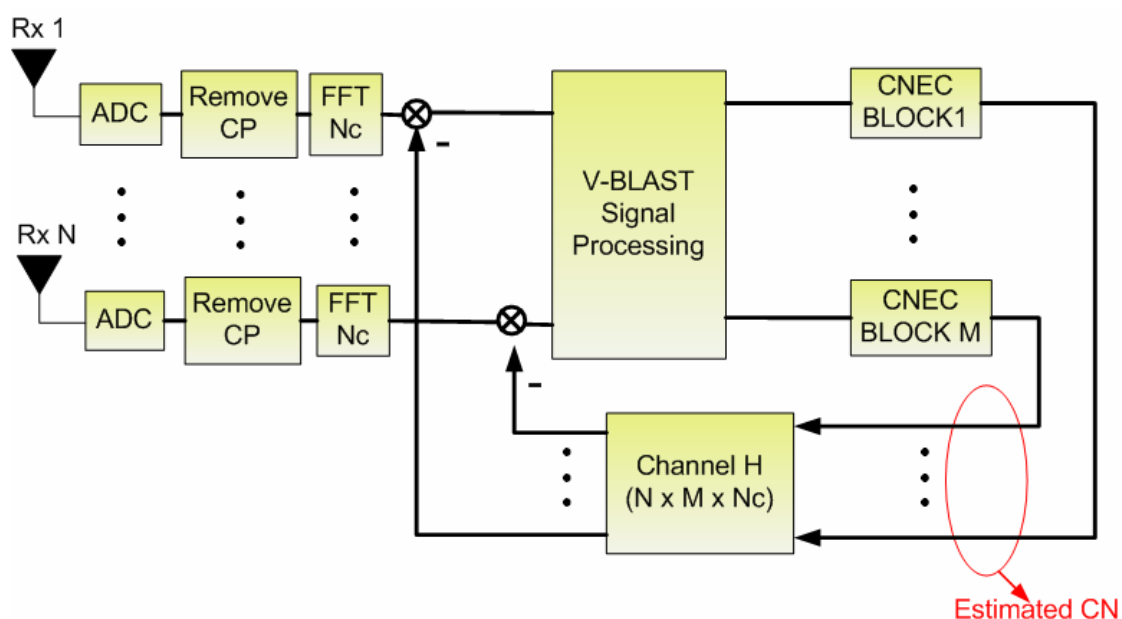 Rx 1
ADC
Remove
CP
FFT
Nc
-
V-BLAST
Signal
Processing
CNEC
BLOCK1
Rx N
ADC
Remove
CP
FFT
Nc
-
CNEC
BLOCK M
Channel H
(N x M x Nc)
Estimated CN